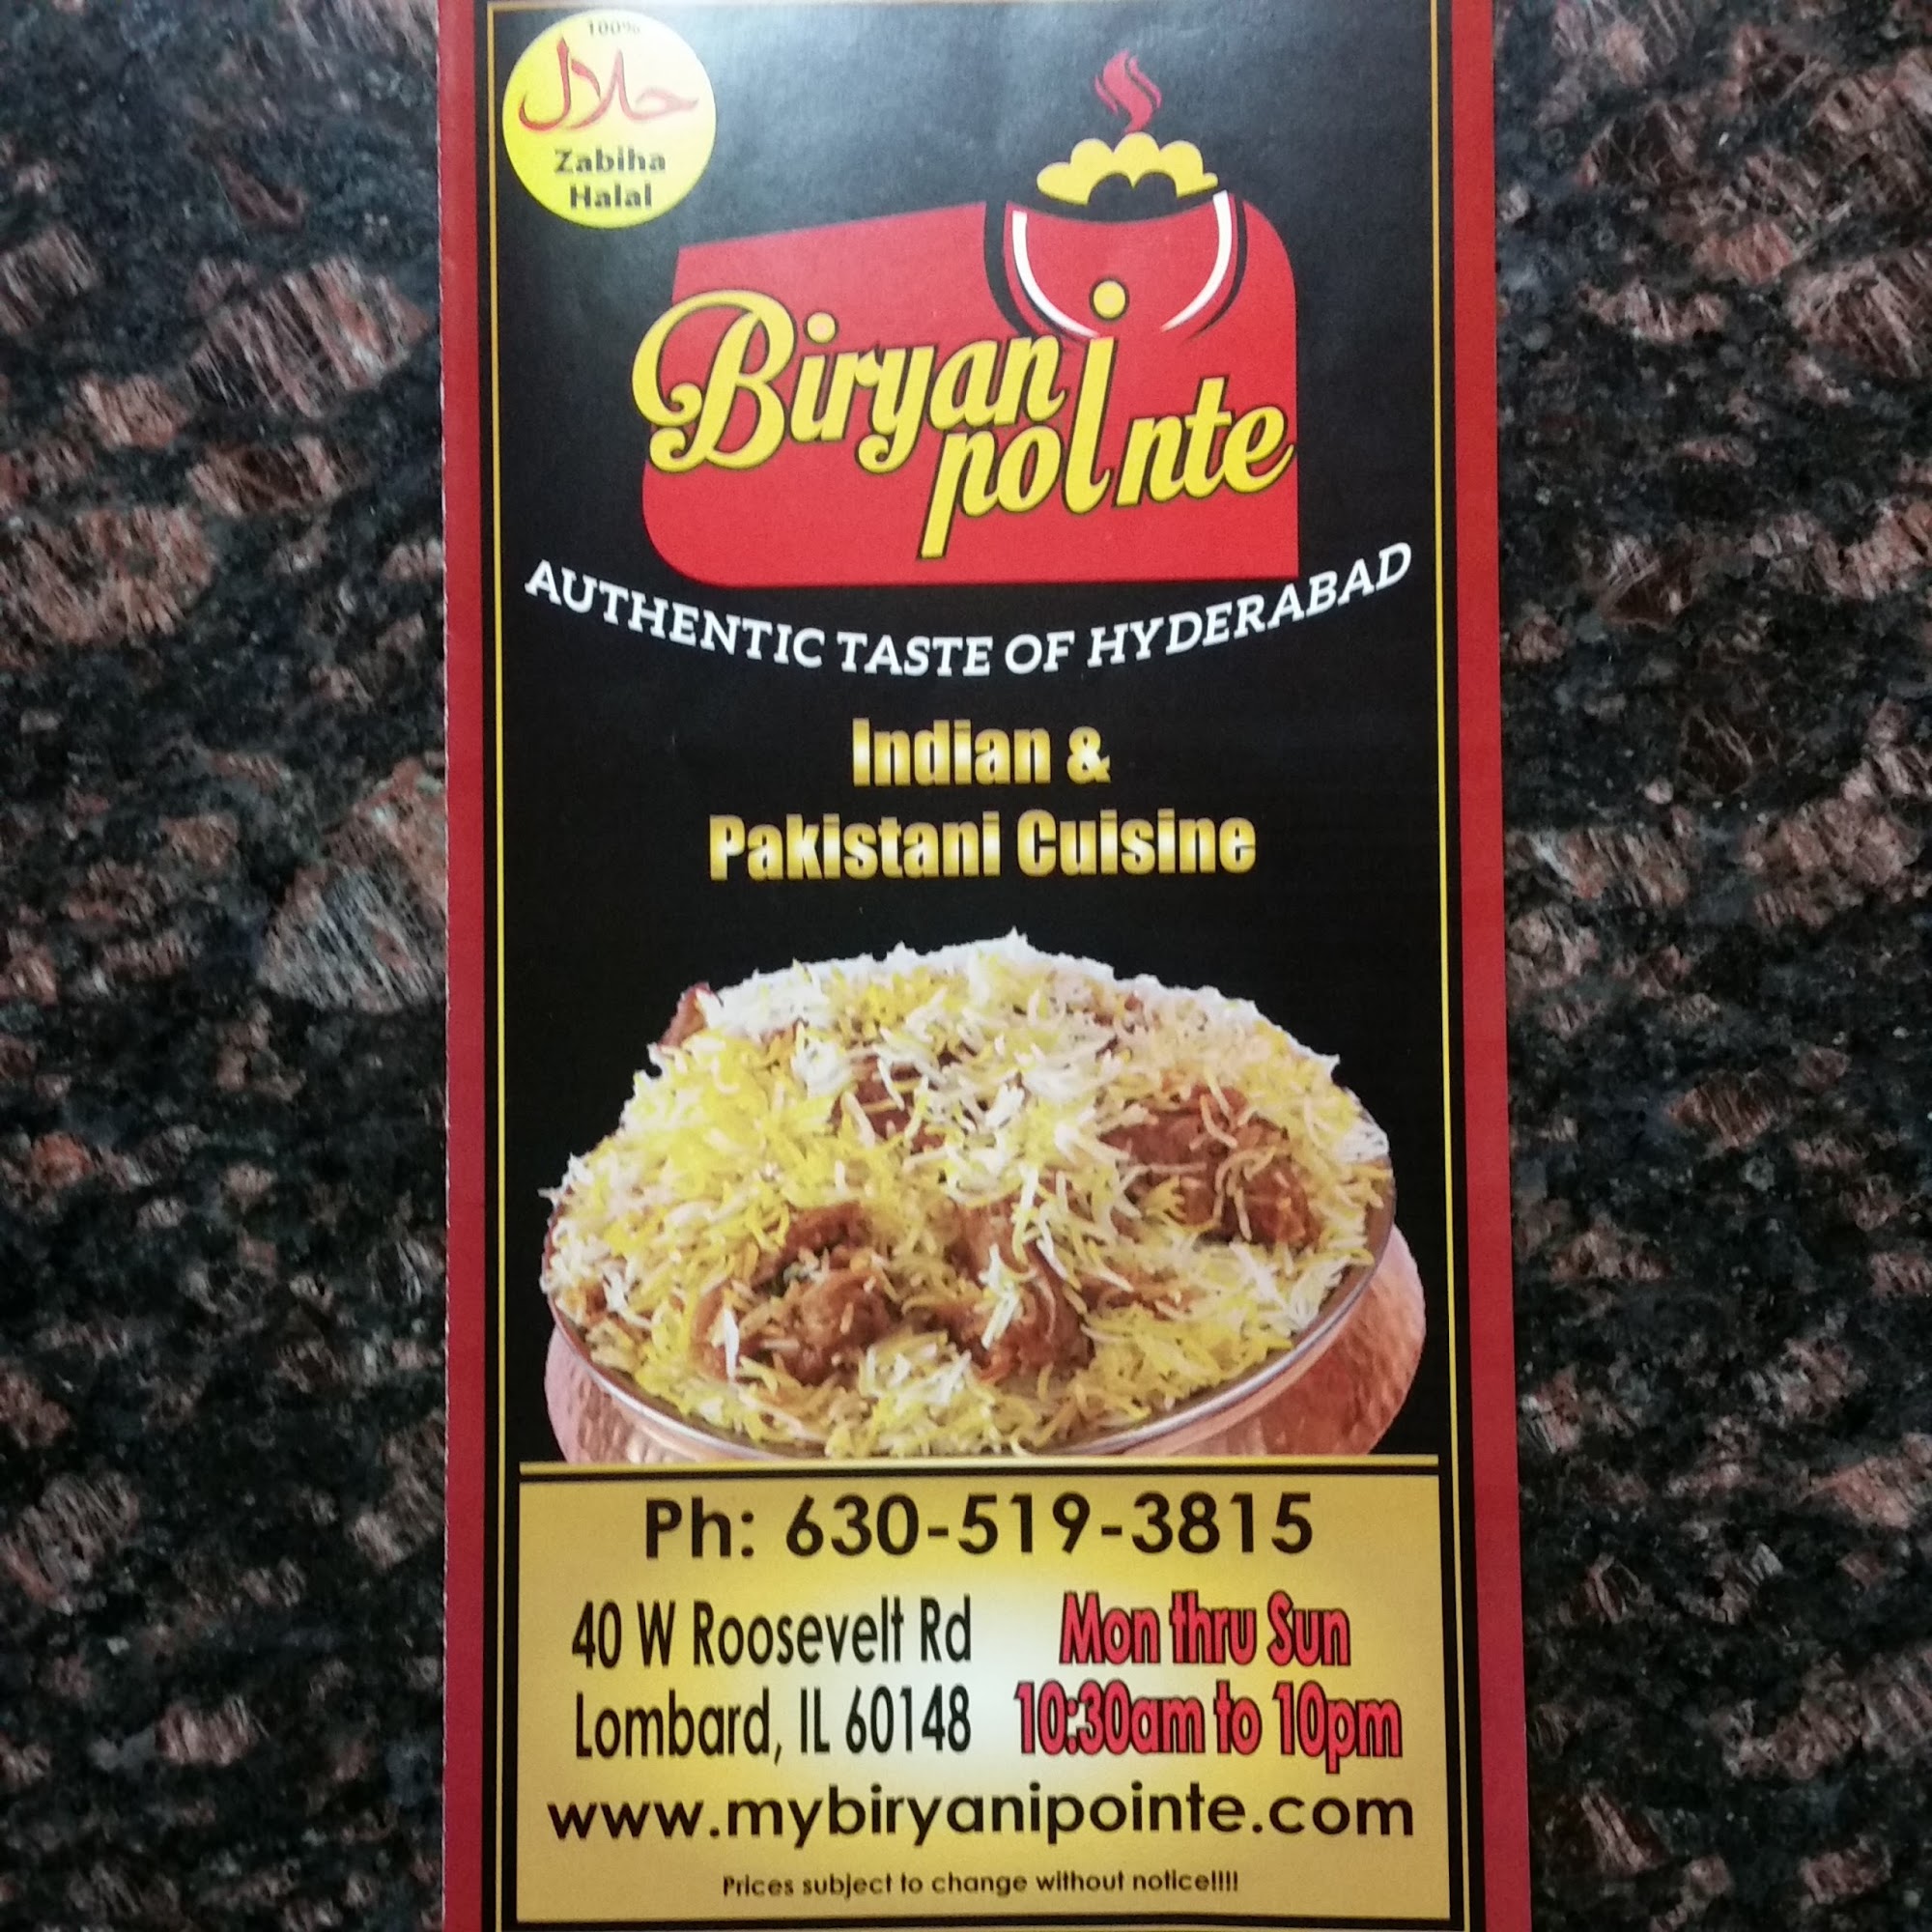 100%
حلال
Zabiha
Halal
Biryani
pointe
AUTHENTIC TASTE OF HYDERABAD
Indian &
Pakistani Cuisine
Ph: 630-519-3815
40 W Roosevelt Rd
Lombard, IL 60148
Mon thru Sun
10:30am to 10pm
www.mybiryanipointe.com
Prices subject to change without notice!!!!